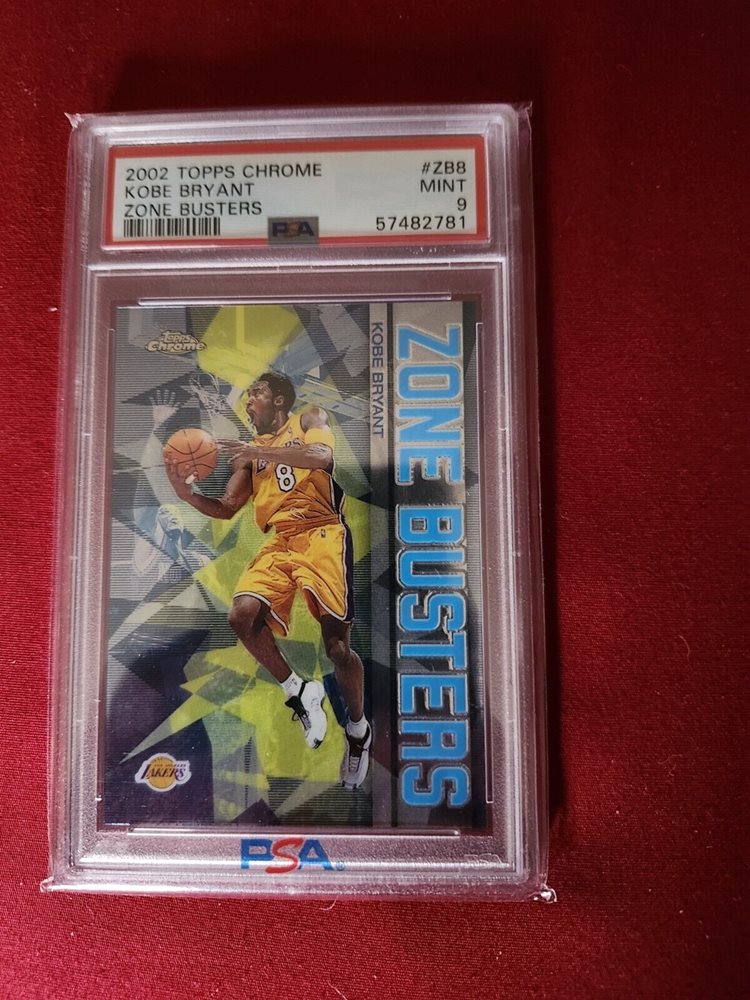 2002 TOPPS CHROME #ZB8
KOBE BRYANT MINT
ZONE BUSTERS 9
PSA 57482781
Topps
Chrome
KOBE BRYANT
ZONE BUSTERS
8
LAKERS
PSA